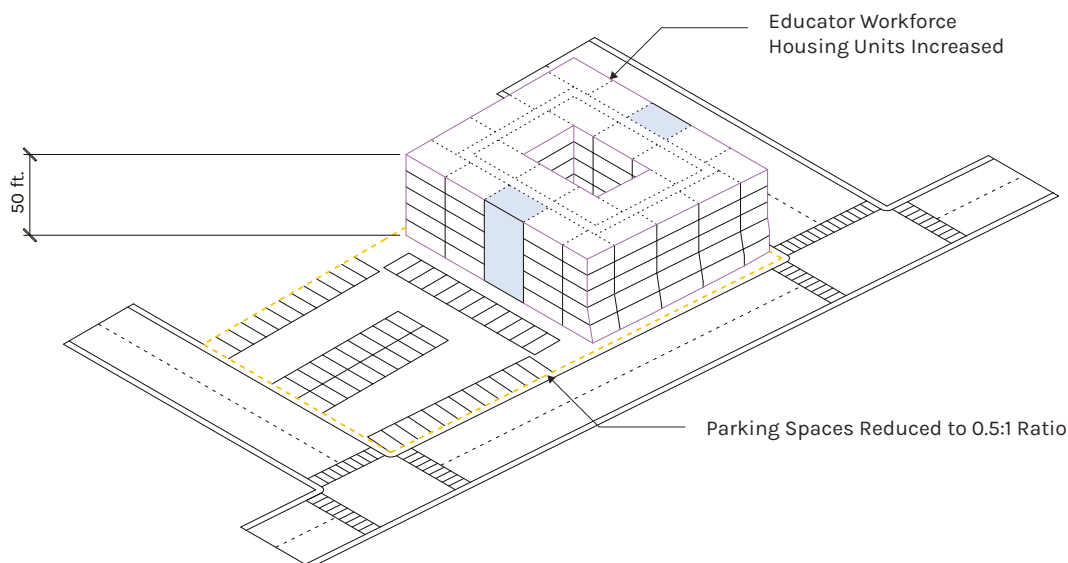 Educator Workforce
Housing Units Increased
50 ft.
Parking Spaces Reduced to 0.5:1 Ratio